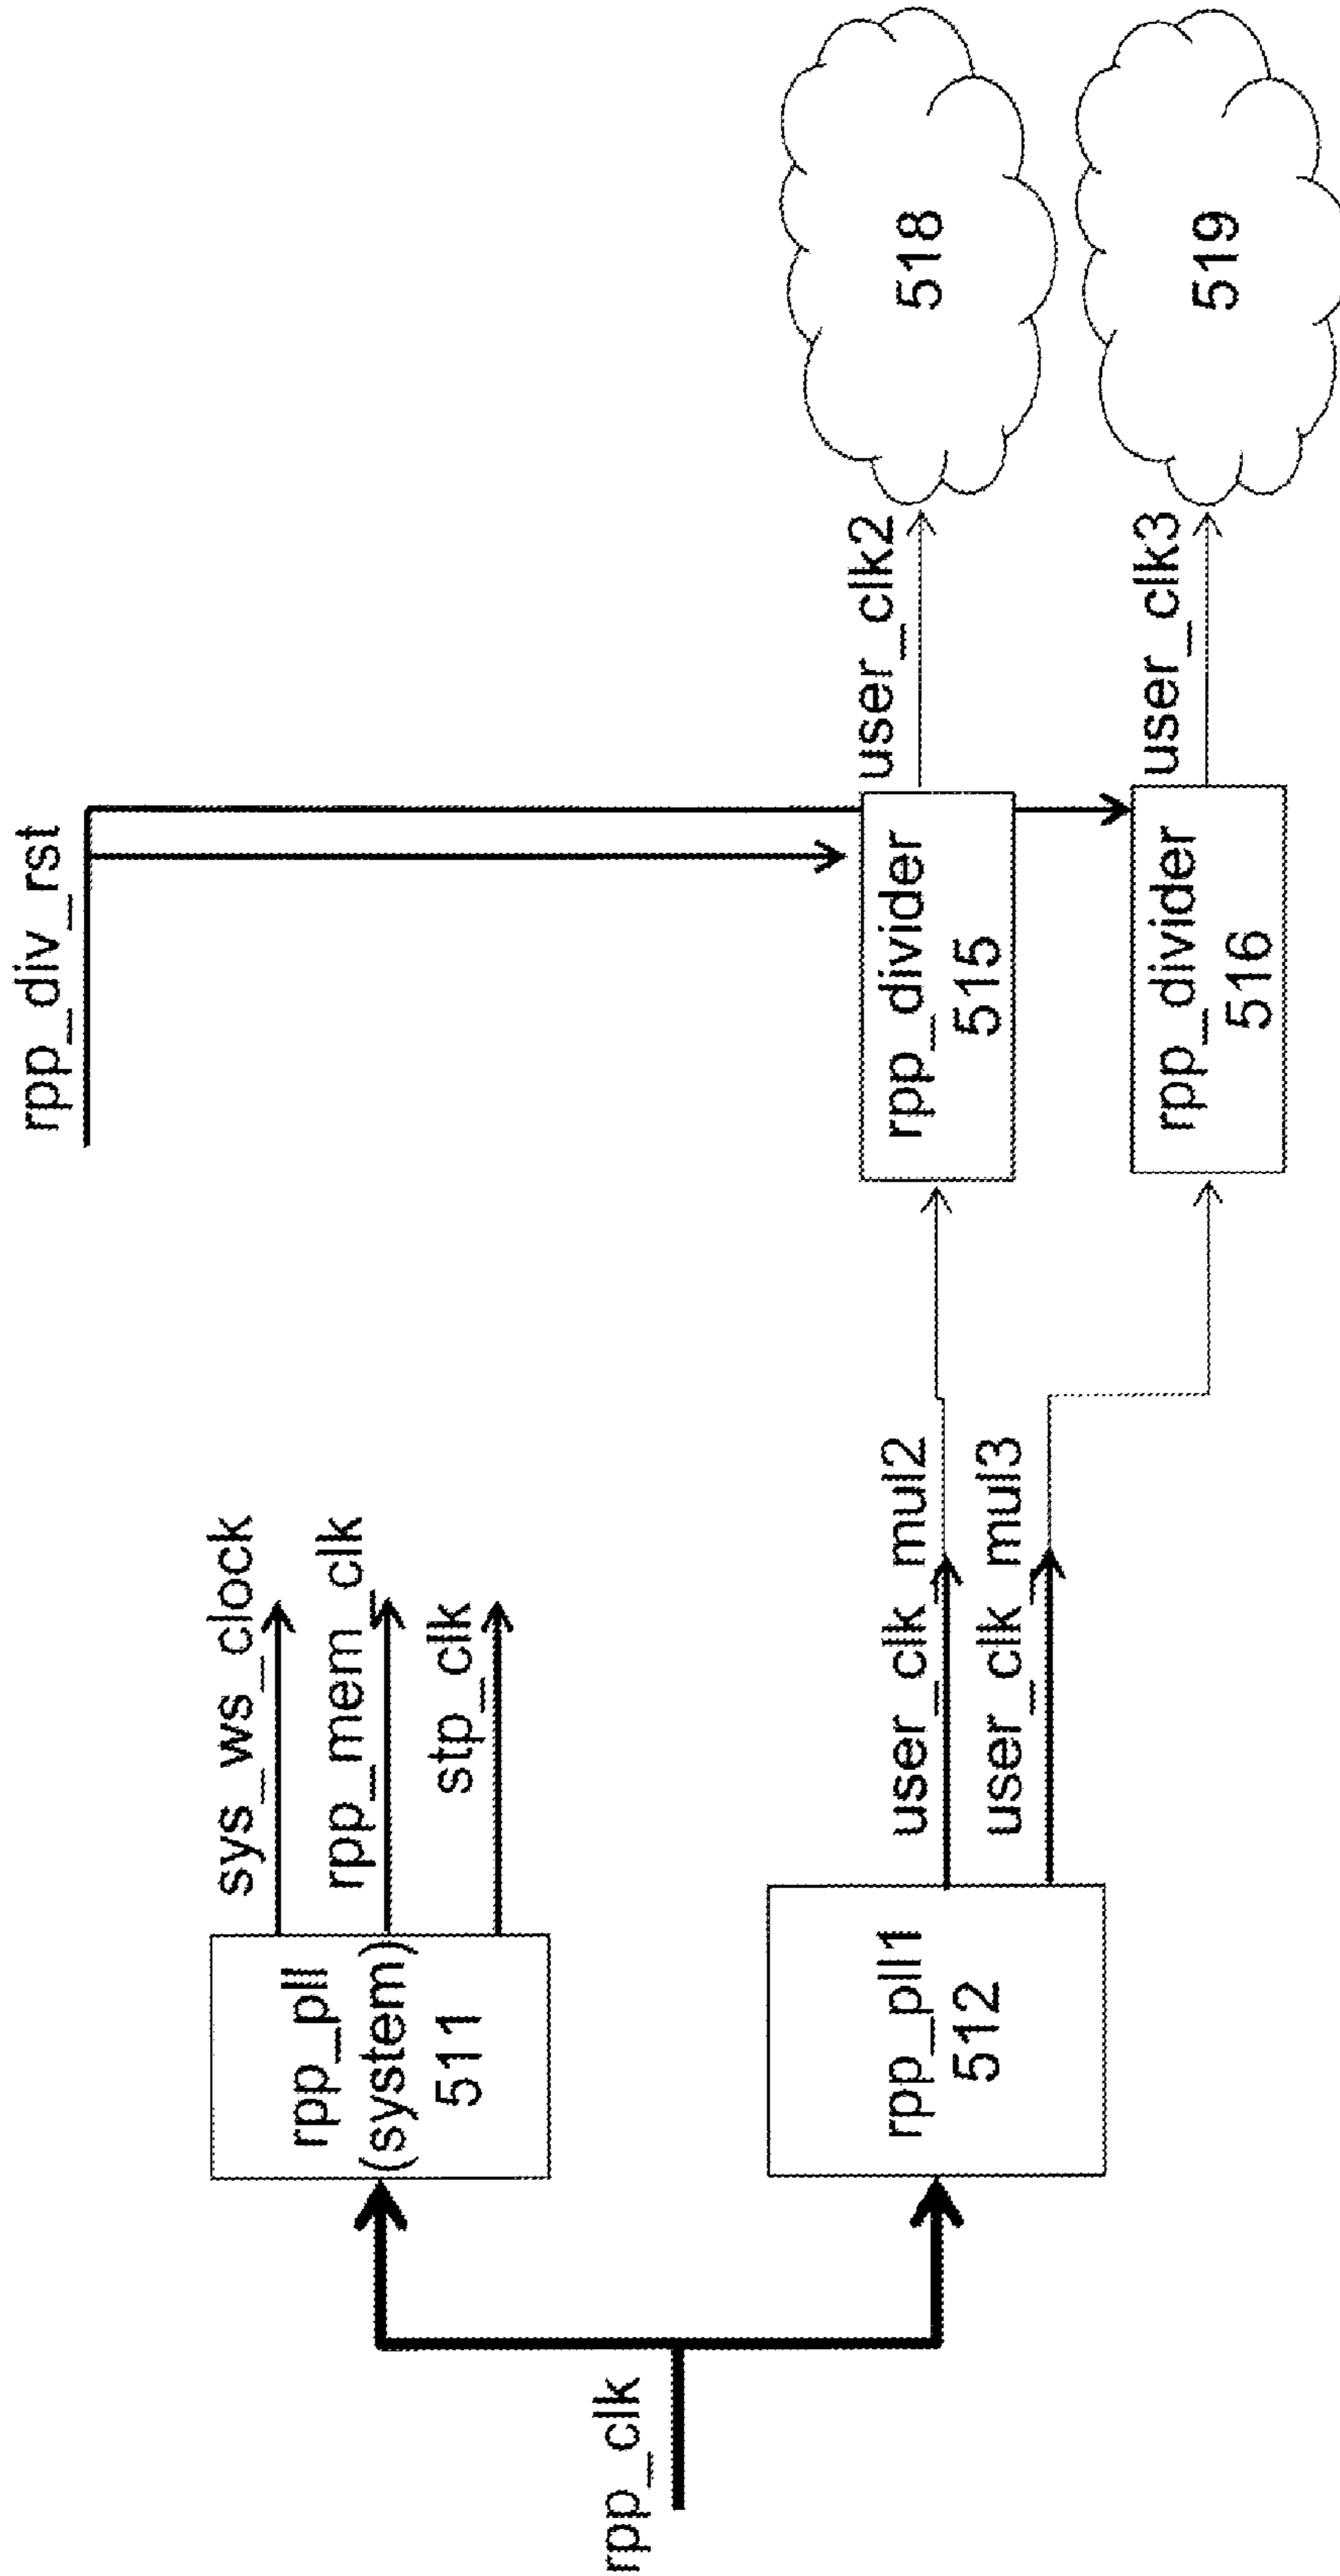 rpp_div_rst
sys_ws_clock
rpp_mem_clk
stp_clk
rpp_pll
(system)
511
rpp_clk
user_clk_mul2
user_clk_mul3
rpp_pll1
512
rpp_divider
515
user_clk2
518
rpp_divider
516
user_clk3
519